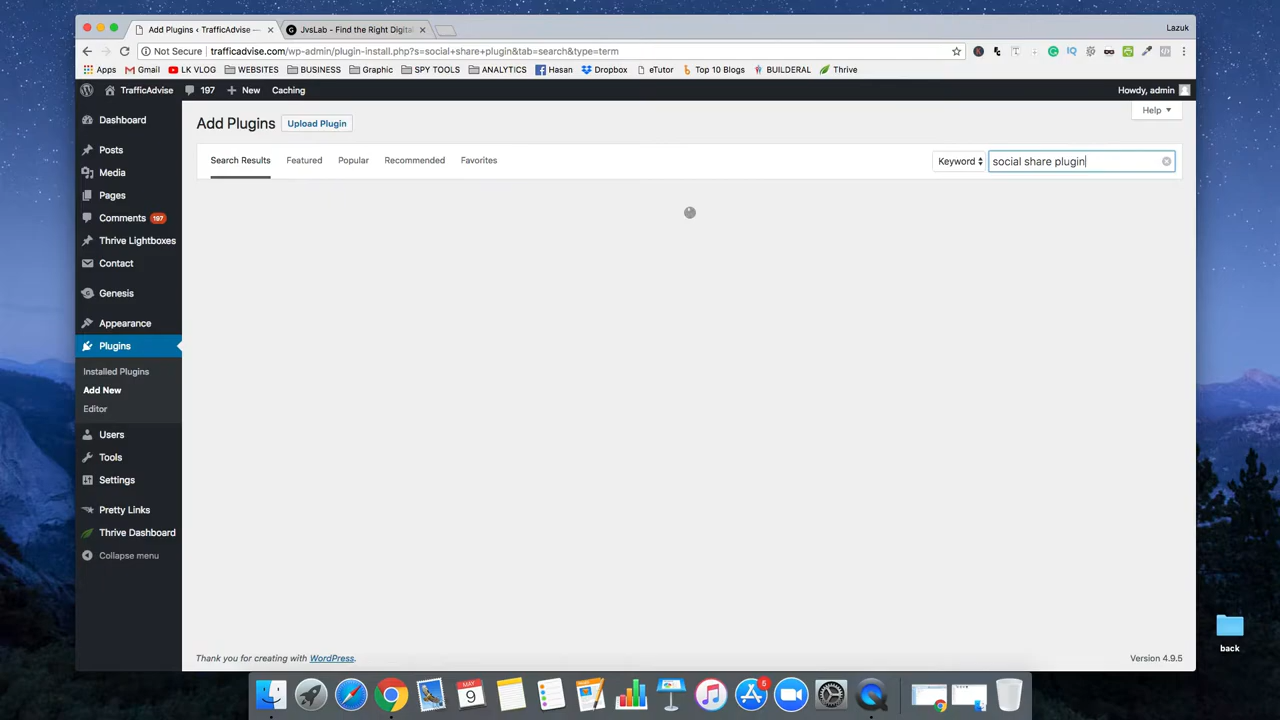 Add Plugins ‹ TrafficAdvise —
JvsLab - Find the Right Digital
Lazuk
Not Secure
trafficadvise.com/wp-admin/plugin-install.php?s=social+share+plugin&tab=search&type=term
Apps
Gmail
LK VLOG
WEBSITES
BUSINESS
Graphic
SPY TOOLS
ANALYTICS
Hasan
Dropbox
eTutor
Top 10 Blogs
BUILDERAL
Thrive
TrafficAdvise
197
New
Caching
Howdy, admin
Help
Dashboard
Posts
Media
Pages
Comments 197
Thrive Lightboxes
Contact
Genesis
Appearance
Plugins
Installed Plugins
Add New
Editor
Users
Tools
Settings
Pretty Links
Thrive Dashboard
Collapse menu
Add Plugins
Upload Plugin
Search Results
Featured
Popular
Recommended
Favorites
Keyword
social share plugin
Thank you for creating with WordPress.
Version 4.9.5
back
MAY
9
5